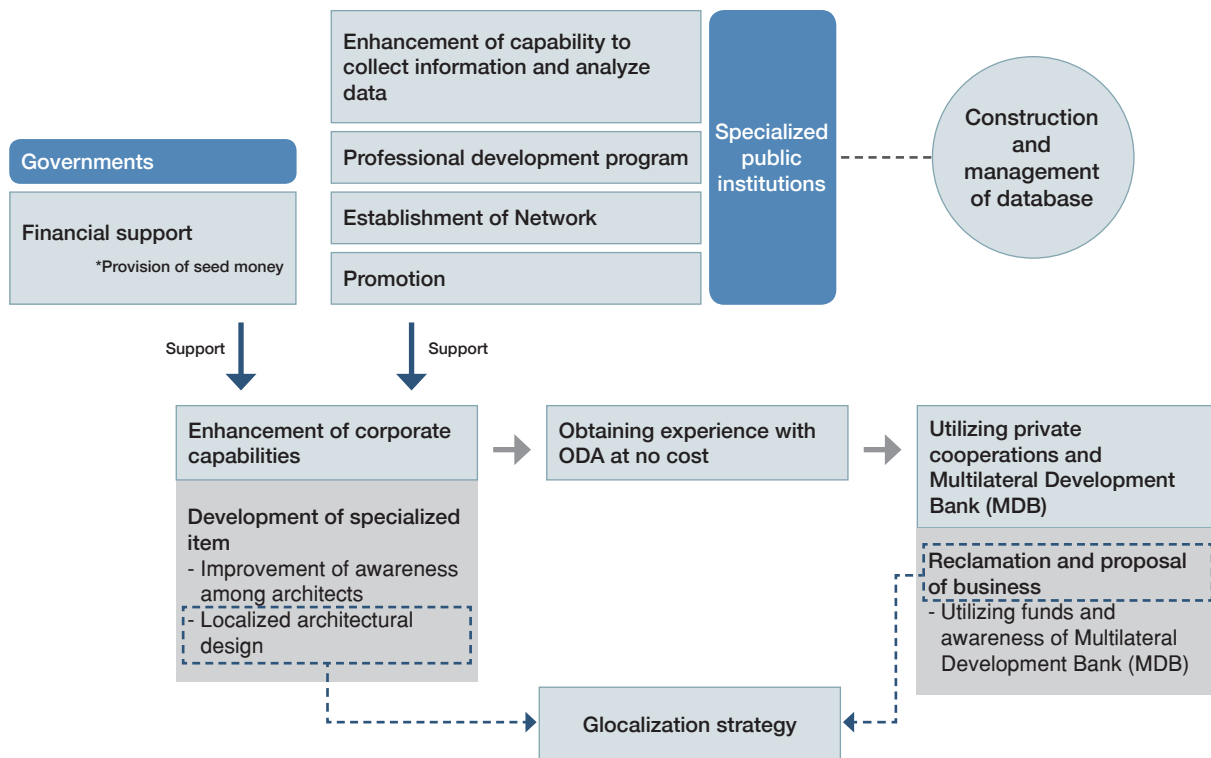 Governments
Financial support
*Provision of seed money
Enhancement of capability to
collect information and analyze
data
Professional development program
Establishment of Network
Promotion
Specialized
public
institutions
Construction
and
management
of database
Support
Support
Enhancement of corporate
capabilities
Development of specialized
item
- Improvement of awareness
among architects
- Localized architectural
design
Obtaining experience with
ODA at no cost
Utilizing private
cooperations and
Multilateral Development
Bank (MDB)
Reclamation and proposal
of business
- Utilizing funds and
awareness of Multilateral
Development Bank (MDB)
Glocalization strategy